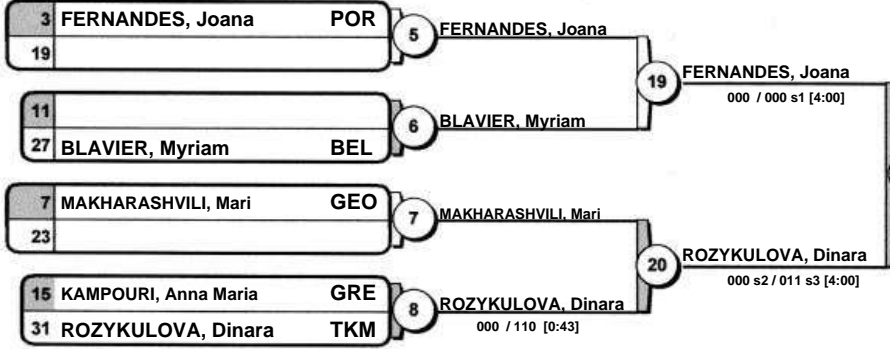 3 FERNANDES, Joana POR
19
5 FERNANDES, Joana
19 FERNANDES, Joana
000 / 000 s1 [4:00]
11
27 BLAVIER, Myriam BEL
6 BLAVIER, Myriam
7 MAKHARASHVILI, Mari GEO
23
7 MAKHARASHVILI, Mari
20 ROZYKULOVA, Dinara
000 s2 / 011 s3 [4:00]
15 KAMPOURI, Anna Maria GRE
31 ROZYKULOVA, Dinara TKM
8 ROZYKULOVA, Dinara
000 / 110 [0:43]